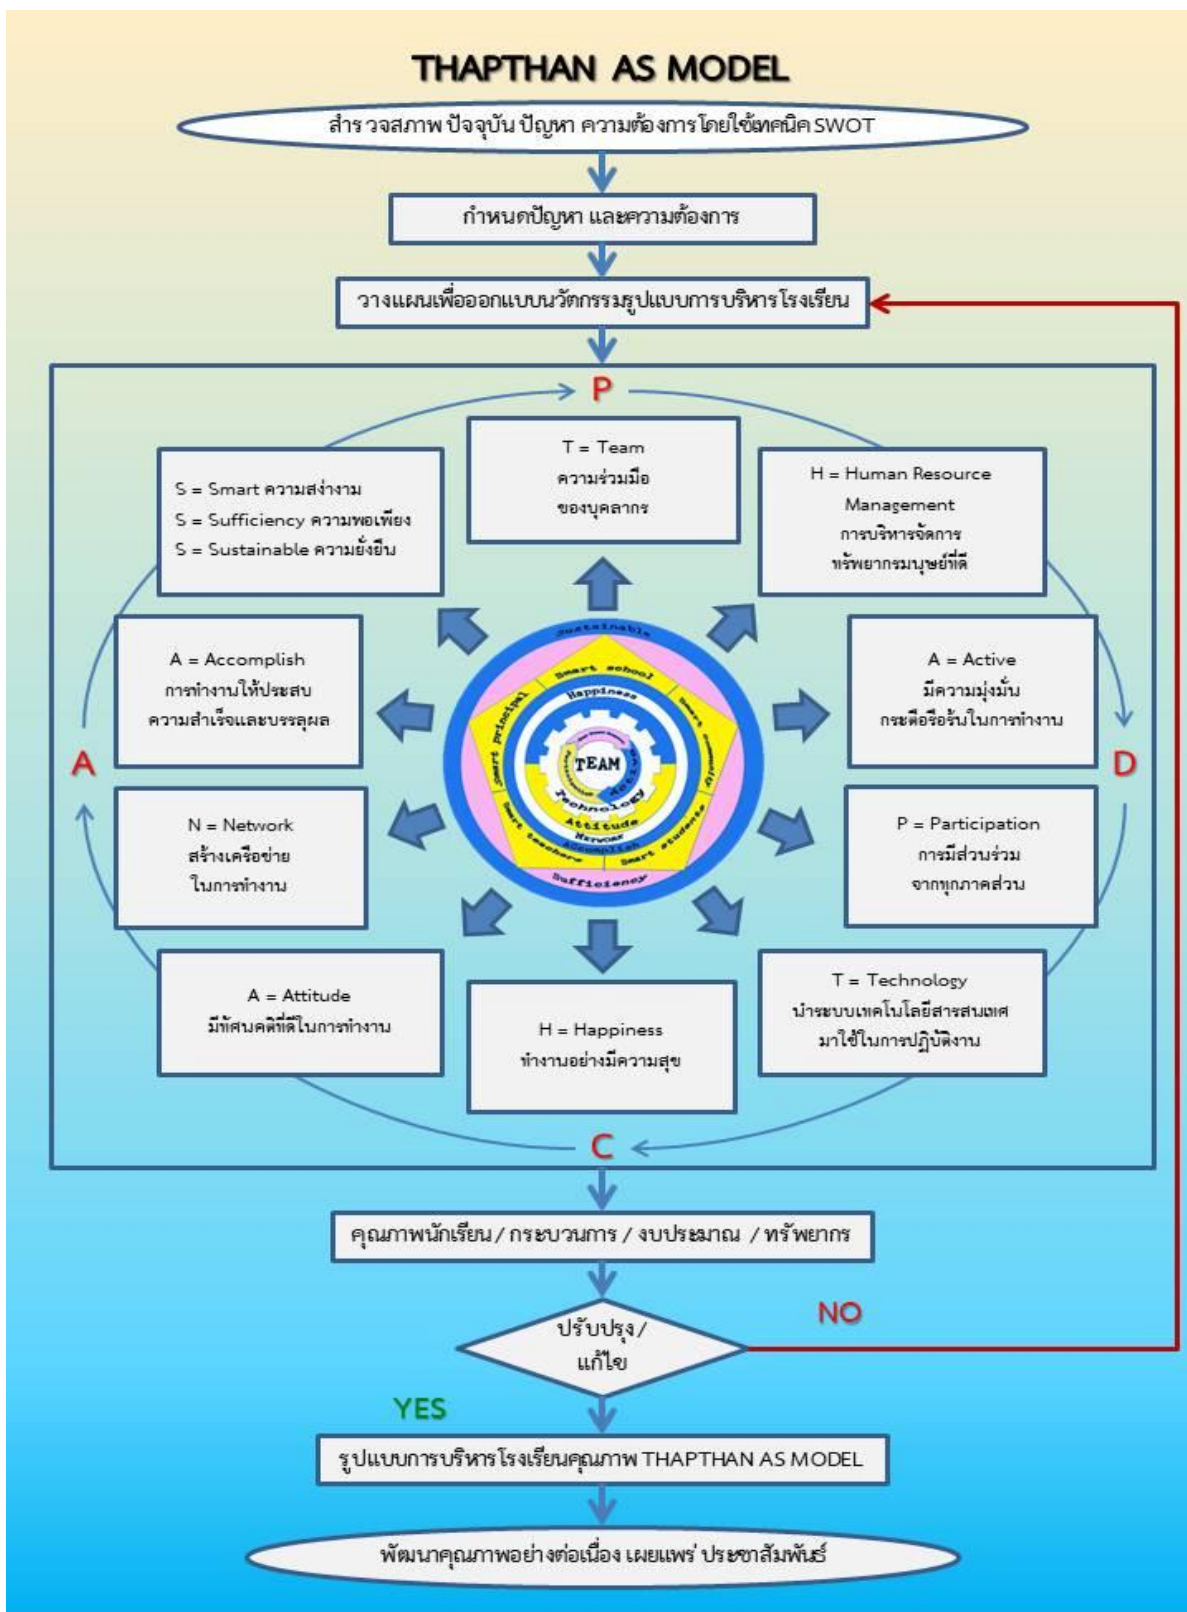 THAPTHAN AS MODEL
สำรวจสภาพ ปัจจุบัน ปัญหา ความต้องการโดยใช้เทคนิค SWOT
กำหนดปัญหา และความต้องการ
วางแผนเพื่อออกแบบนวัตกรรมรูปแบบการบริหารโรงเรียน
P
T = Team
ความร่วมมือ
ของบุคลากร
S = Smart ความสง่างาม
S = Sufficiency ความพอเพียง
S = Sustainable ความยั่งยืน
H = Human Resource
Management
การบริหารจัดการ
ทรัพยากรมนุษย์ที่ดี
A = Accomplish
การทำงานให้ประสบ
ความสำเร็จและบรรลุผล
A = Active
มีความมุ่งมั่น
กระตือรือร้นในการทำงาน
A
D
Sustainable
Smart school
Smart principal
Smart community
Happiness
TEAM
Technology
Attitude
Network
Accomplish
Smart teachers
Smart students
Sufficiency
N = Network
สร้างเครือข่าย
ในการทำงาน
P = Participation
การมีส่วนร่วม
จากทุกภาคส่วน
A = Attitude
มีทัศนคติที่ดีในการทำงาน
H = Happiness
ทำงานอย่างมีความสุข
T = Technology
นำระบบเทคโนโลยีสารสนเทศ
มาใช้ในการปฏิบัติงาน
C
คุณภาพนักเรียน / กระบวนการ / งบประมาณ / ทรัพยากร
ปรับปรุง /
แก้ไข
NO
YES
รูปแบบการบริหารโรงเรียนคุณภาพ THAPTHAN AS MODEL
พัฒนาคุณภาพอย่างต่อเนื่อง เผยแพร่ ประชาสัมพันธ์